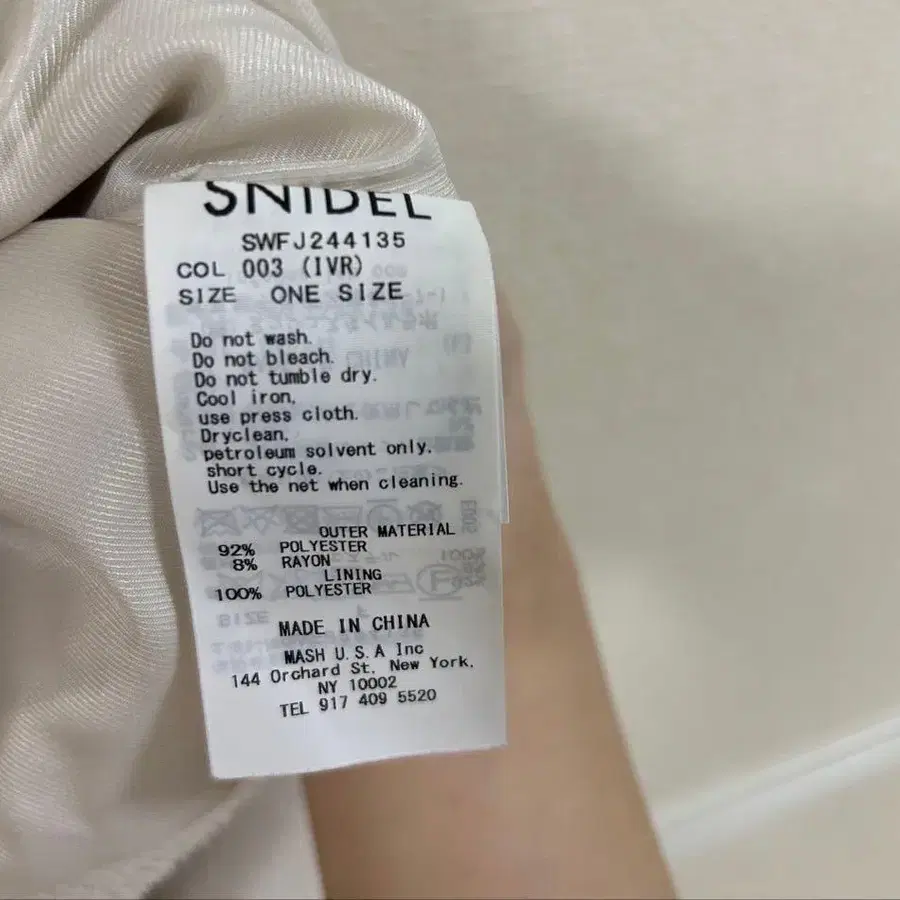 SNIDEL
SWFJ244135
COL 003 (IVR)
SIZE ONE SIZE
Do not wash.
Do not bleach.
Do not tumble dry.
Cool iron,
use press cloth.
Dryclean,
petroleum solvent only.
short cycle.
Use the net when cleaning.
OUTER MATERIAL
92% POLYESTER
8% RAYON
LINING
100% POLYESTER
MADE IN CHINA
MASH U.S.A Inc
144 Orchard St. New York,
NY 10002
TEL 917 409 5520